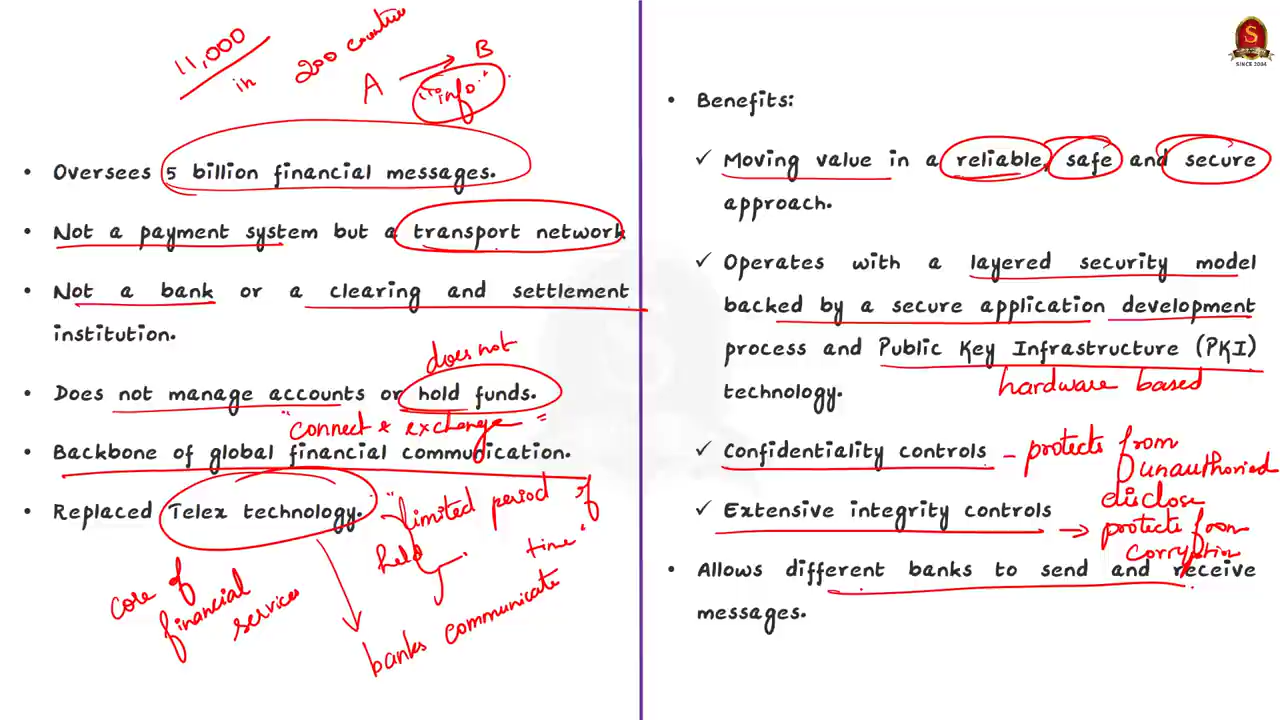 11,000
in 200 countries
A → B
"info"
• Oversees 5 billion financial messages.
• Not a payment system but a transport network
• Not a bank or a clearing and settlement
institution.
does not
• Does not manage accounts or hold funds.
"connect & exchange"
• Backbone of global financial communication.
• Replaced Telex technology.
"limited period of
time"
held
core of
financial
services
banks communicate
S
SINCE 2004
• Benefits:
✓ Moving value in a reliable, safe and secure
approach.
✓ Operates with a layered security model
backed by a secure application development
process and Public Key Infrastructure (PKI)
hardware based
technology.
✓ Confidentiality controls – protects from
unauthoried
disclose
✓ Extensive integrity controls → protects from
corruption
• Allows different banks to send and receive
messages.